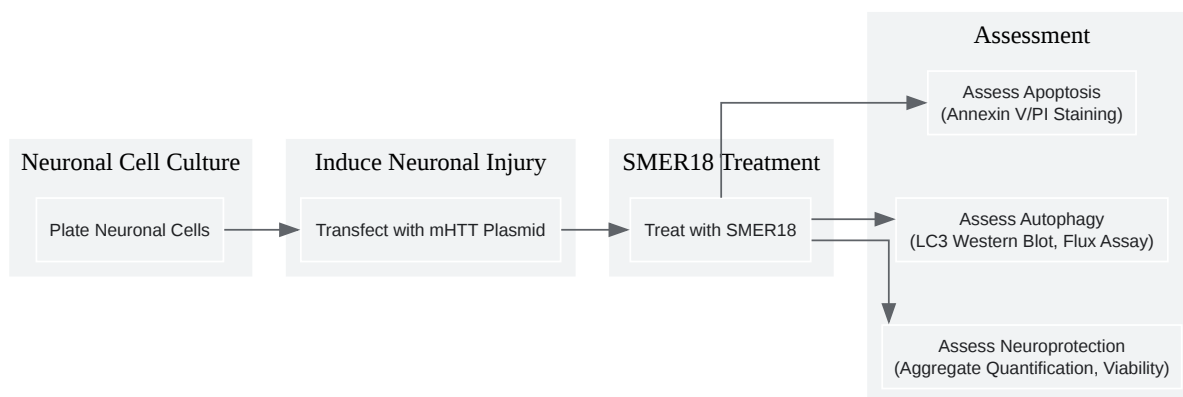 Neuronal Cell Culture
Plate Neuronal Cells
Induce Neuronal Injury
Transfect with mHTT Plasmid
SMER18 Treatment
Treat with SMER18
Assessment
Assess Apoptosis
(Annexin V/PI Staining)
Assess Autophagy
(LC3 Western Blot, Flux Assay)
Assess Neuroprotection
(Aggregate Quantification, Viability)